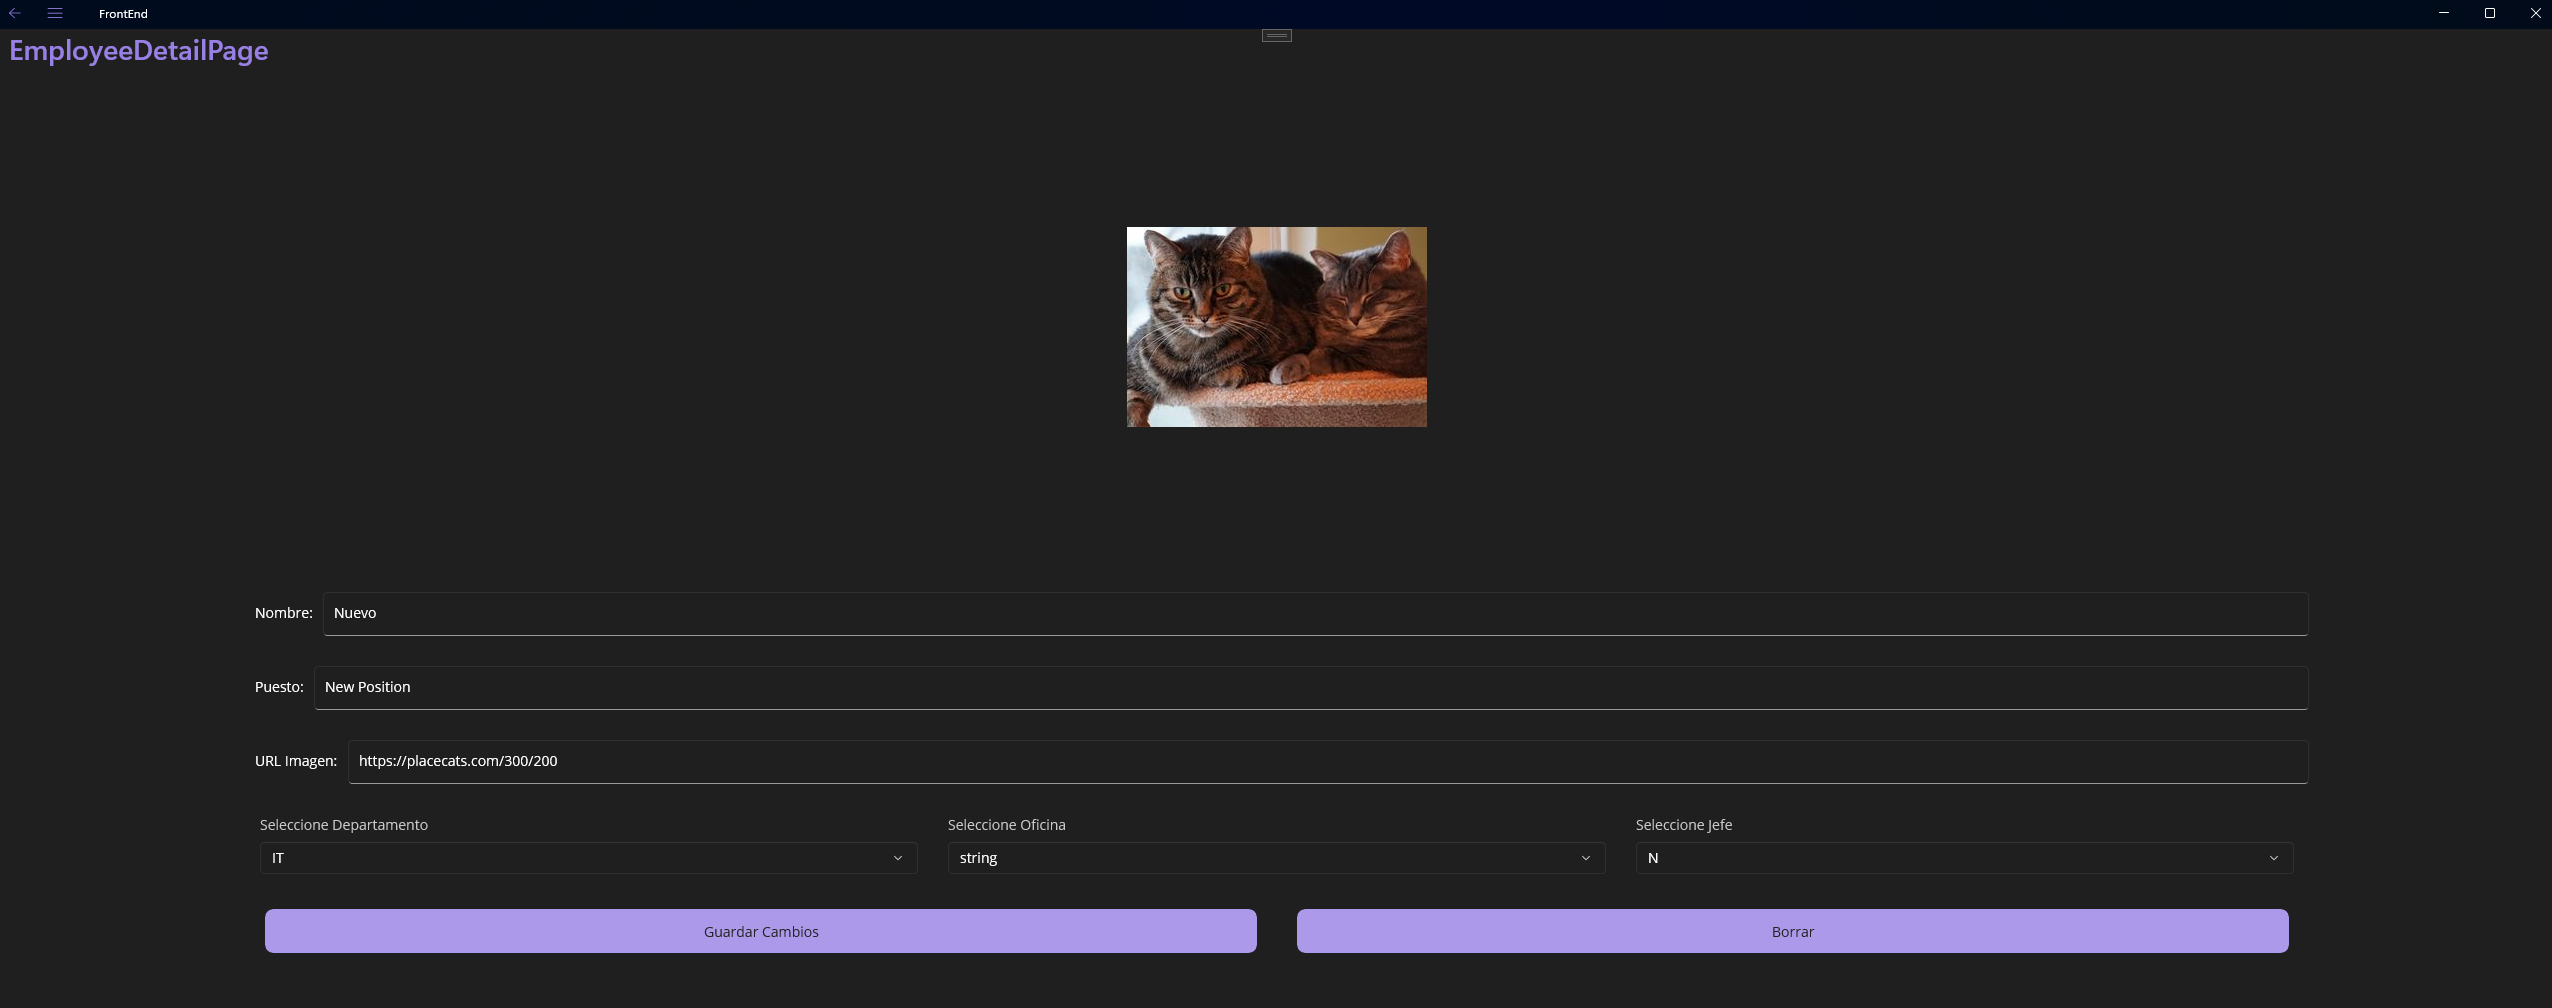 FrontEnd
EmployeeDetailPage
Nombre: Nuevo
Puesto: New Position
URL Imagen: https://placecats.com/300/200
Seleccione Departamento Seleccione Oficina Seleccione Jefe
IT string N
Guardar Cambios Borrar